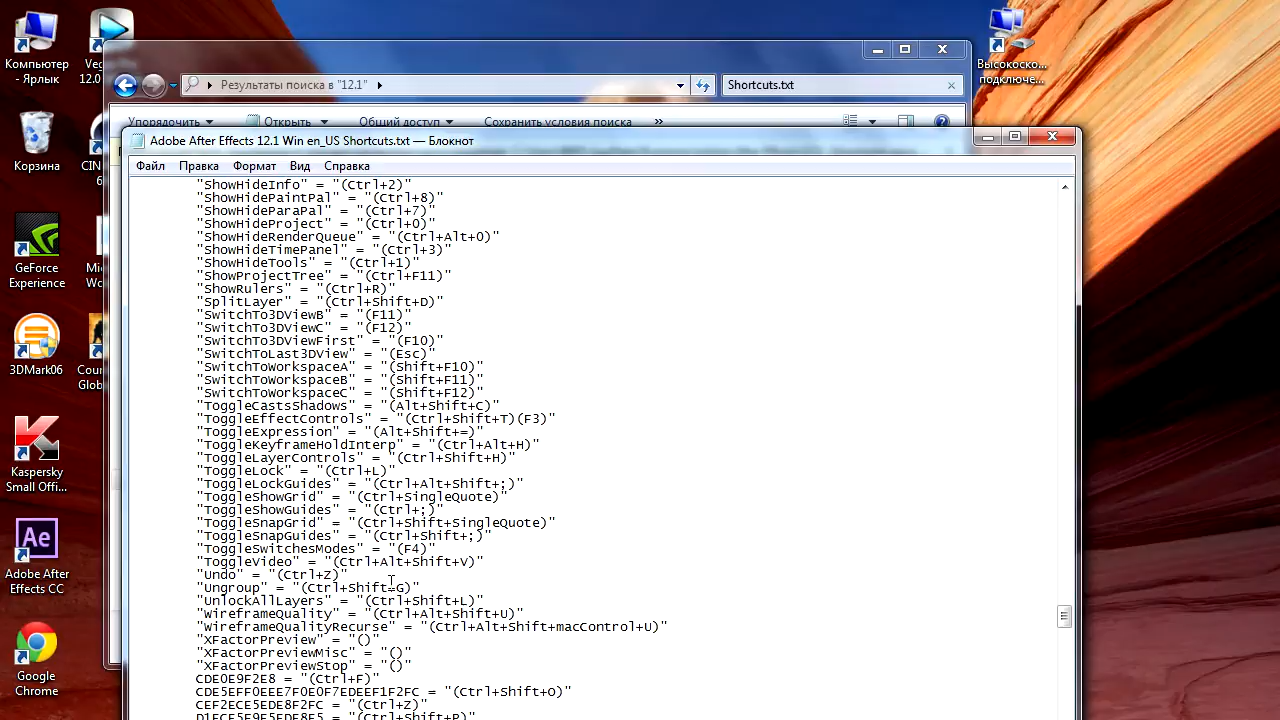 Компьютер - Ярлык
Корзина
GeForce Experience
3DMark06
Kaspersky Small Offi...
Adobe After Effects CC
Google Chrome
12.0
CIN
6
Coun
Glob
Высокоско... подключе...
Результаты поиска в "12.1"
Shortcuts.txt
Упорядочить
Открыть
Общий доступ
Сохранить условия поиска
»
Adobe After Effects 12.1 Win en_US Shortcuts.txt — Блокнот
Файл Правка Формат Вид Справка
"ShowHideInfo" = "(Ctrl+2)"
"ShowHidePaintPal" = "(Ctrl+8)"
"ShowHideParaPal" = "(Ctrl+7)"
"ShowHideProject" = "(Ctrl+0)"
"ShowHideRenderQueue" = "(Ctrl+Alt+0)"
"ShowHideTimePanel" = "(Ctrl+3)"
"ShowHideTools" = "(Ctrl+1)"
"ShowProjectTree" = "(Ctrl+F11)"
"ShowRulers" = "(Ctrl+R)"
"SplitLayer" = "(Ctrl+Shift+D)"
"SwitchTo3DViewB" = "(F11)"
"SwitchTo3DViewC" = "(F12)"
"SwitchTo3DViewFirst" = "(F10)"
"SwitchToLast3DView" = "(Esc)"
"SwitchToWorkspaceA" = "(Shift+F10)"
"SwitchToWorkspaceB" = "(Shift+F11)"
"SwitchToWorkspaceC" = "(Shift+F12)"
"ToggleCastsShadows" = "(Alt+Shift+C)"
"ToggleEffectControls" = "(Ctrl+Shift+T)(F3)"
"ToggleExpression" = "(Alt+Shift+=)"
"ToggleKeyframeHoldInterp" = "(Ctrl+Alt+H)"
"ToggleLayerControls" = "(Ctrl+Shift+H)"
"ToggleLock" = "(Ctrl+L)"
"ToggleLockGuides" = "(Ctrl+Alt+Shift+;)"
"ToggleShowGrid" = "(Ctrl+SingleQuote)"
"ToggleShowGuides" = "(Ctrl+;)"
"ToggleSnapGrid" = "(Ctrl+Shift+SingleQuote)"
"ToggleSnapGuides" = "(Ctrl+Shift+;)"
"ToggleSwitchesModes" = "(F4)"
"ToggleVideo" = "(Ctrl+Alt+Shift+V)"
"Undo" = "(Ctrl+Z)"
"Ungroup" = "(Ctrl+Shift+G)"
"UnlockAllLayers" = "(Ctrl+Shift+L)"
"WireframeQuality" = "(Ctrl+Alt+Shift+U)"
"WireframeQualityRecurse" = "(Ctrl+Alt+Shift+macControl+U)"
"XFactorPreview" = "()"
"XFactorPreviewMisc" = "()"
"XFactorPreviewStop" = "()"
CDE0E9F2E8 = "(Ctrl+F)"
CDE5EFF0EEE7F0E0F7EDEEF1F2FC = "(Ctrl+Shift+O)"
CEF2ECE5EDE8F2FC = "(Ctrl+Z)"